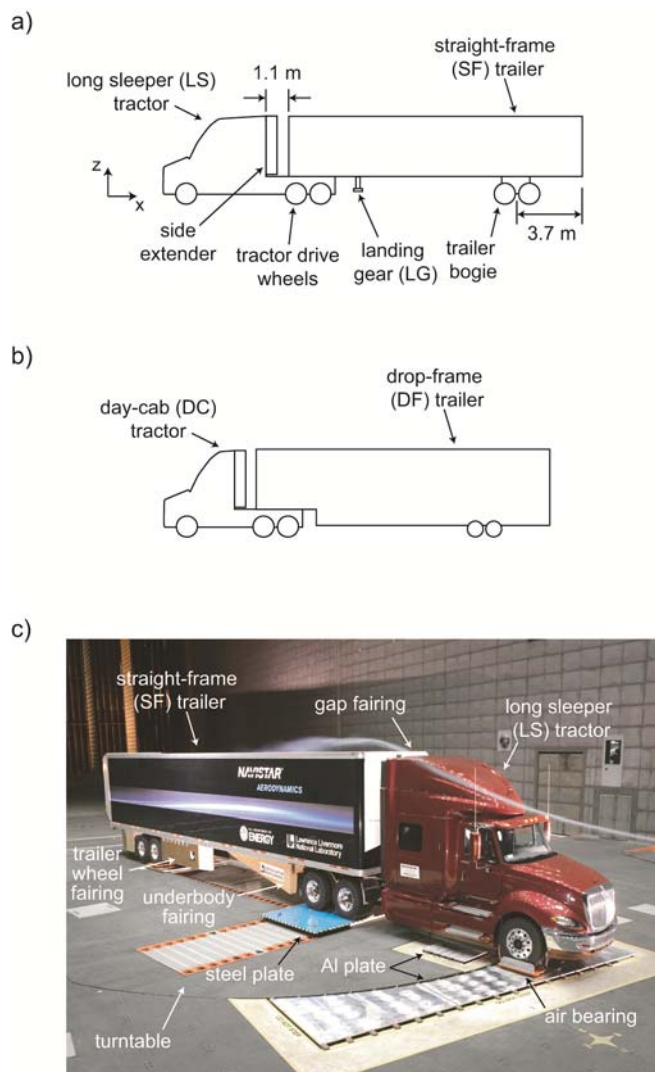 a)
long sleeper (LS)
tractor
1.1 m
straight-frame
(SF) trailer
z
x
side
extender
tractor drive
wheels
landing
gear (LG)
trailer
bogie
3.7 m
b)
day-cab (DC)
tractor
drop-frame
(DF) trailer
c)
straight-frame
(SF) trailer
gap fairing
long sleeper
(LS) tractor
NAVISTAR
AERODYNAMICS
ENERGY
Lawrence Livermore
National Laboratory
trailer
wheel fairing
underbody
fairing
steel plate
Al plate
turntable
air bearing